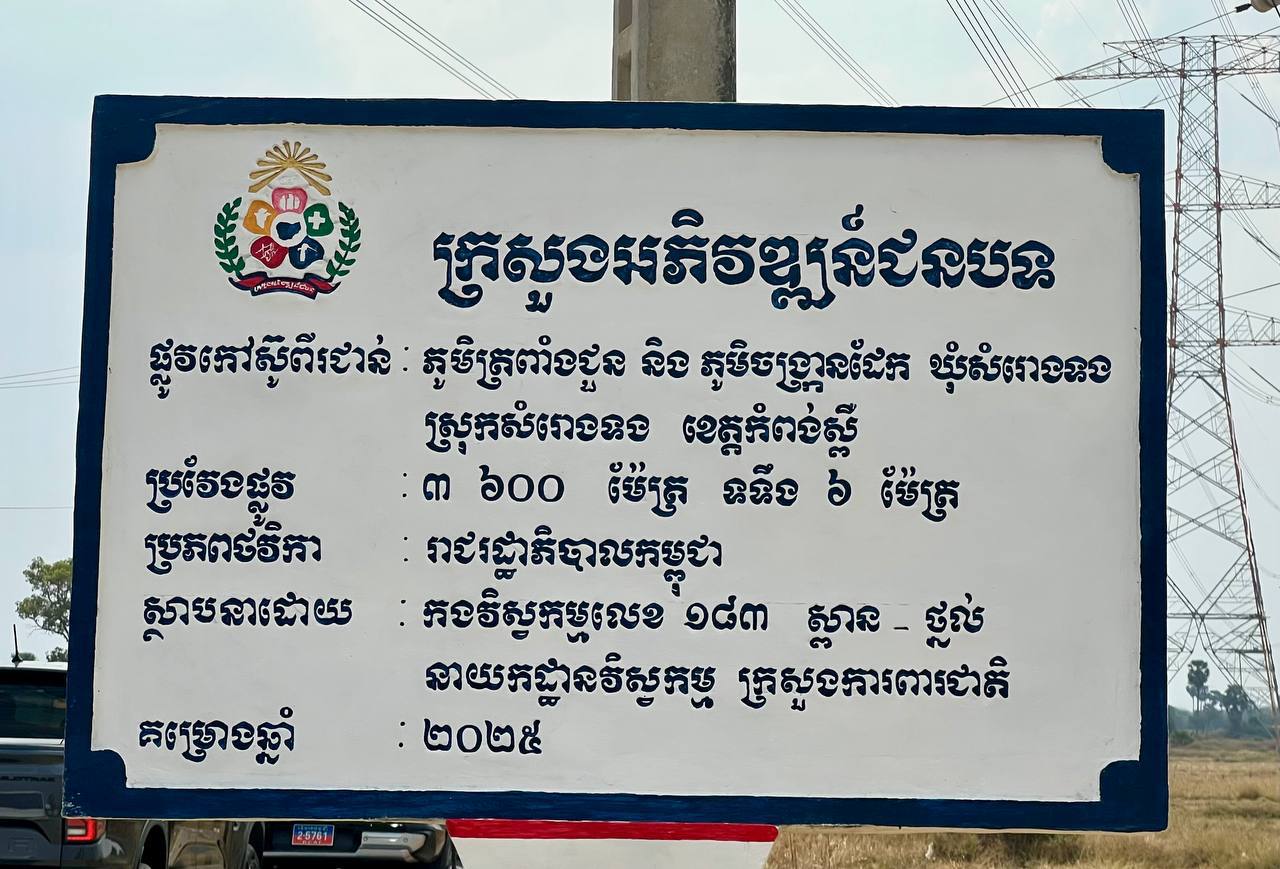 ក្រសួងអភិវឌ្ឍន៍ជនបទ
ផ្លូវកៅស៊ូពីរជាន់ : ភូមិត្រពាំងជួន និង ភូមិចង្ក្រានដែក ឃុំសំរោងទង
ស្រុកសំរោងទង ខេត្តកំពង់ស្ពឺ
ប្រវែងផ្លូវ : ៣ ៦០០ ម៉ែត្រ ទទឹង ៦ ម៉ែត្រ
ប្រភពថវិកា : រាជរដ្ឋាភិបាលកម្ពុជា
ស្ថាបនាដោយ : កងវិស្វកម្មលេខ ១៨៣ ស្ពាន - ថ្នល់
នាយកដ្ឋានវិស្វកម្ម ក្រសួងការពារជាតិ
គម្រោងឆ្នាំ : ២០២៥
2-5761